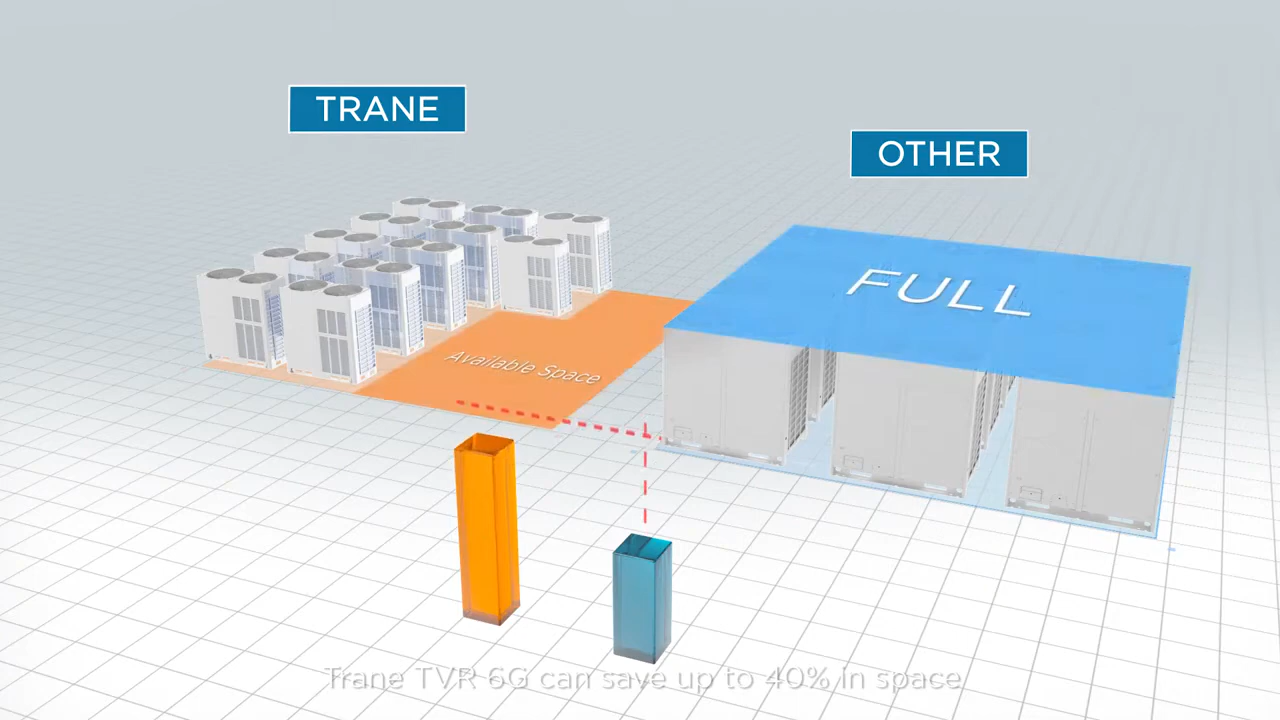 TRANE
OTHER
FULL
Available Space
Trane TVR 6G can save up to 40% in space